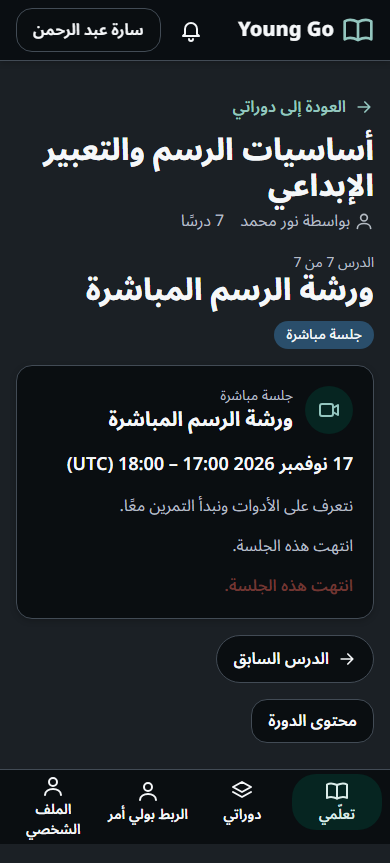 Young Go
سارة عبد الرحمن
العودة إلى دوراتي
أساسيات الرسم والتعبير
الإبداعي
بواسطة نور محمد
7 درسًا
الدرس 7 من 7
ورشة الرسم المباشرة
جلسة مباشرة
جلسة مباشرة
ورشة الرسم المباشرة
17 نوفمبر 2026 17:00 – 18:00 (UTC)
نتعرف على الأدوات ونبدأ التمرين معًا.
انتهت هذه الجلسة.
انتهت هذه الجلسة.
الدرس السابق
محتوى الدورة
تعلّمي
دوراتي
الربط بولي أمر
الملف
الشخصي